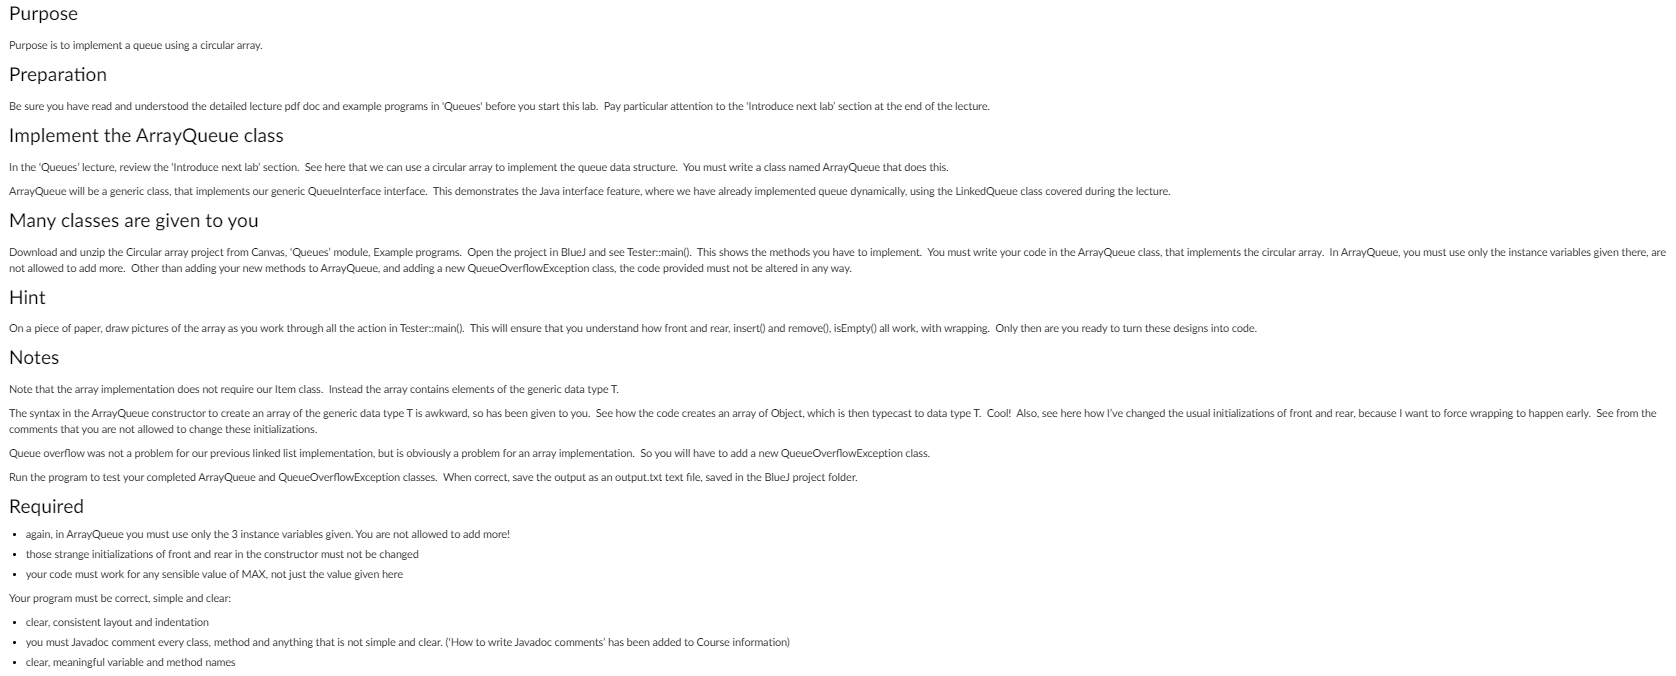 Purpose
Purpose is to implement a queue using a circular array.
Preparation
Be sure you have read and understood the detailed lecture pdf doc and example programs in 'Queues' before you start this lab.  Pay particular attention to the 'Introduce next lab' section at the end of the lecture.
Implement the ArrayQueue class
In the 'Queues' lecture, review the 'Introduce next lab' section.  See here that we can use a circular array to implement the queue data structure.  You must write a class named ArrayQueue that does this.
ArrayQueue will be a generic class, that implements our generic QueueInterface interface.  This demonstrates the Java interface feature, where we have already implemented queue dynamically, using the LinkedQueue class covered during the lecture.
Many classes are given to you
Download and unzip the Circular array project from Canvas, 'Queues' module, Example programs.  Open the project in BlueJ and see Tester::main().  This shows the methods you have to implement.  You must write your code in the ArrayQueue class, that implements the circular array.  In ArrayQueue, you must use only the instance variables given there, are
not allowed to add more.  Other than adding your new methods to ArrayQueue, and adding a new QueueOverflowException class, the code provided must not be altered in any way.
Hint
On a piece of paper, draw pictures of the array as you work through all the action in Tester::main().  This will ensure that you understand how front and rear, insert() and remove(), isEmpty() all work, with wrapping.  Only then are you ready to turn these designs into code.
Notes
Note that the array implementation does not require our Item class.  Instead the array contains elements of the generic data type T.
The syntax in the ArrayQueue constructor to create an array of the generic data type T is awkward, so has been given to you.  See how the code creates an array of Object, which is then typecast to data type T.  Cool!  Also, see here how I've changed the usual initializations of front and rear, because I want to force wrapping to happen early.  See from the
comments that you are not allowed to change these initializations.
Queue overflow was not a problem for our previous linked list implementation, but is obviously a problem for an array implementation.  So you will have to add a new QueueOverflowException class.
Run the program to test your completed ArrayQueue and QueueOverflowException classes.  When correct, save the output as an output.txt text file, saved in the BlueJ project folder.
Required
• again, in ArrayQueue you must use only the 3 instance variables given. You are not allowed to add more!
• those strange initializations of front and rear in the constructor must not be changed
• your code must work for any sensible value of MAX, not just the value given here
Your program must be correct, simple and clear:
• clear, consistent layout and indentation
• you must Javadoc comment every class, method and anything that is not simple and clear. ('How to write Javadoc comments' has been added to Course information)
• clear, meaningful variable and method names